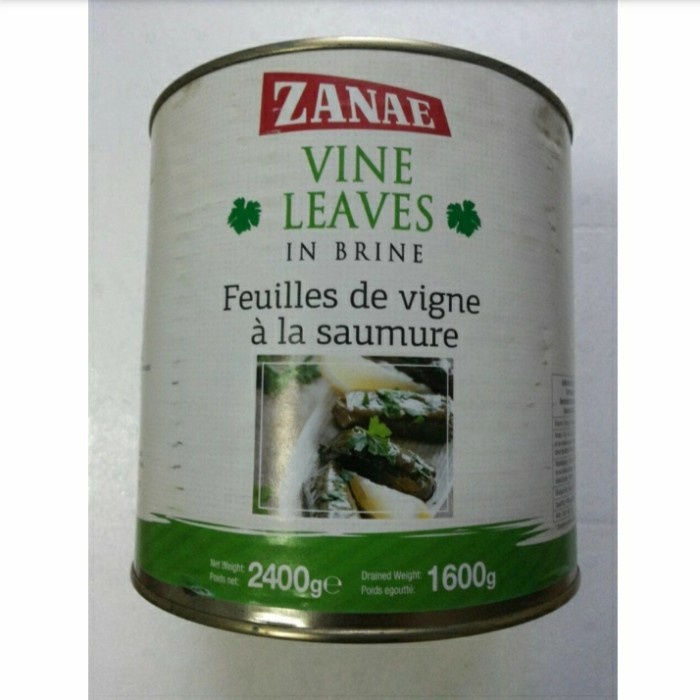 ZANAE
VINE
LEAVES
IN BRINE
Feuilles de vigne
à la saumure
Net Weight:
Poids net:
2400g℮
Drained Weight:
Poids egoutté:
1600g